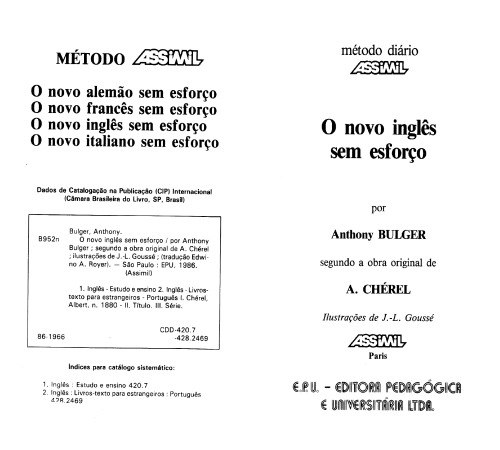 MÉTODO ASSiMiL
O novo alemão sem esforço
O novo francês sem esforço
O novo inglês sem esforço
O novo italiano sem esforço
Dados de Catalogação na Publicação (CIP) Internacional
(Câmara Brasileira do Livro, SP, Brasil)
Bulger, Anthony.
B952n O novo inglês sem esforço / por Anthony
Bulger ; segundo a obra original de A. Chérel
; ilustrações de J.-L. Goussé ; (tradução Edwi-
no A. Royer). — São Paulo : EPU, 1986.
(Assimil)
1. Inglês - Estudo e ensino 2. Inglês - Livros-
texto para estrangeiros - Português I. Chérel,
Albert, n. 1880 - II. Título. III. Série.
CDD-420.7
86-1966 -428.2469
Indices para catálogo sistemático:
1. Inglês : Estudo e ensino 420.7
2. Inglês : Livros-texto para estrangeiros : Português
428.2469
método diário
ASSiMiL
O novo inglês
sem esforço
por
Anthony BULGER
segundo a obra original de
A. CHÉREL
Ilustrações de J.-L. Goussé
ASSiMiL
Paris
E.P.U. - EDITORA PEDAGÓGICA
E UNIVERSITÁRIA LTDA.